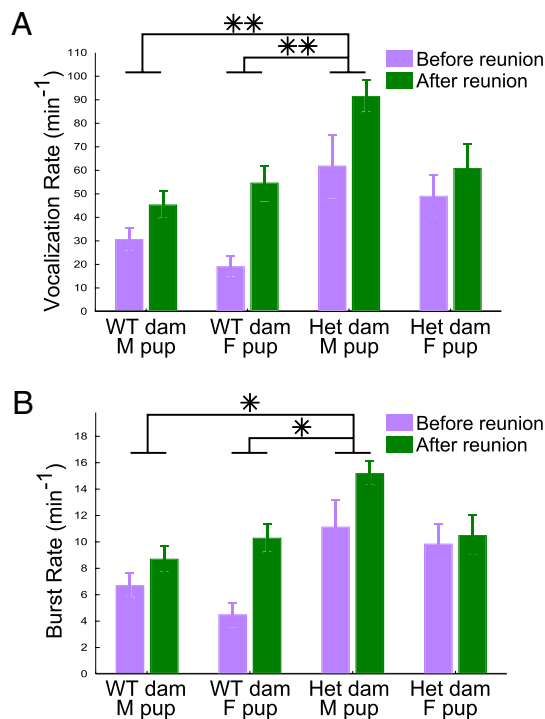 A
**
**
Before reunion
After reunion
Vocalization Rate (min-1)
110
100
90
80
70
60
50
40
30
20
10
0
WT dam WT dam Het dam Het dam
M pup F pup M pup F pup
B
*
*
Before reunion
After reunion
Burst Rate (min-1)
18
16
14
12
10
8
6
4
2
0
WT dam WT dam Het dam Het dam
M pup F pup M pup F pup